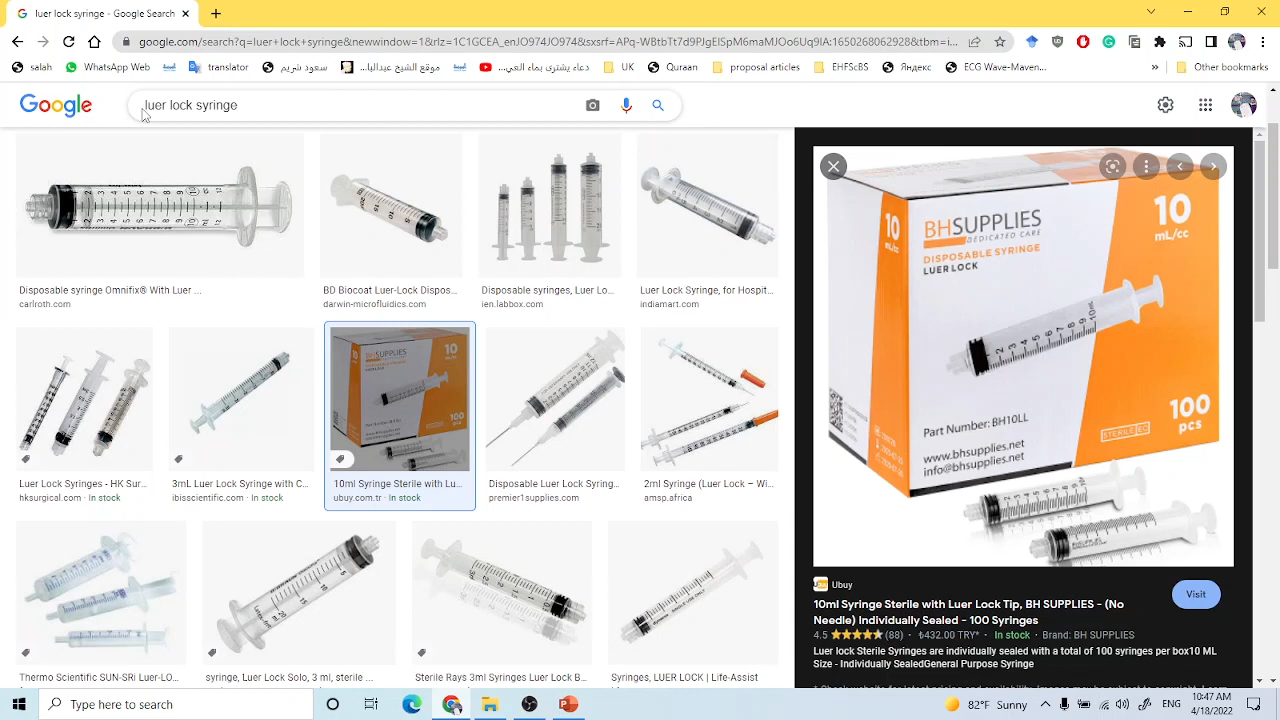 luer lock syringe - Google Search
google.com/search?q=luer+lock+syringe&newwindow=1&rlz=1C1GCEA_enJO974JO974&sxsrf=APq-WBtbTt7d9PJgEISpM6maMJOo6Uq9IA:1650268062928&tbm=i...
salah
WhatsApp Web
translator
سعود شريم
موقع الشيخ عبدالبا...
دعاء يشتري بماء العي...
UK
Quraan
proposal articles
EHFScBS
Яндекс
ECG Wave-Maven...
»
Other bookmarks
Google
luer lock syringe
Disposable syringe Omnifix® With Luer ...
carlroth.com
BD Biocoat Luer-Lock Dispos...
darwin-microfluidics.com
Disposable syringes, Luer Lo...
ien.labbox.com
Luer Lock Syringe, for Hospit...
indiamart.com
Luer Lock Syringes - HK Sur...
hksurgical.com · In stock
3ml Luer Lock Syringe with C...
ibisscientific.com · In stock
10ml Syringe Sterile with Lu...
ubuy.com.tr · In stock
Disposable Luer Lock Syring...
premier1supplies.com
2ml Syringe (Luer Lock – Wi...
amsp.africa
Thermo Scientific SUN-SRi Luer-LO...
syringe, Luer Lock Solo, 3 ml, sterile ...
Sterile Rays 3ml Syringes Luer Lock B...
Syringes, LUER LOCK | Life-Assist
BHSUPPLIES
DEDICATED CARE
DISPOSABLE SYRINGE
LUER LOCK
10
10
mL/cc
Part Number: BH10LL
www.bhsupplies.net
info@bhsupplies.net
STERILE EO
100
pcs
Ubuy
Visit
10ml Syringe Sterile with Luer Lock Tip, BH SUPPLIES - (No
Needle) Individually Sealed - 100 Syringes
4.5 (88) · ₺432.00 TRY* · In stock · Brand: BH SUPPLIES
Luer lock Sterile Syringes are individually sealed with a total of 100 syringes per box10 ML
Size - Individually SealedGeneral Purpose Syringe
Type here to search
82°F Sunny
ENG
10:47 AM
4/18/2022